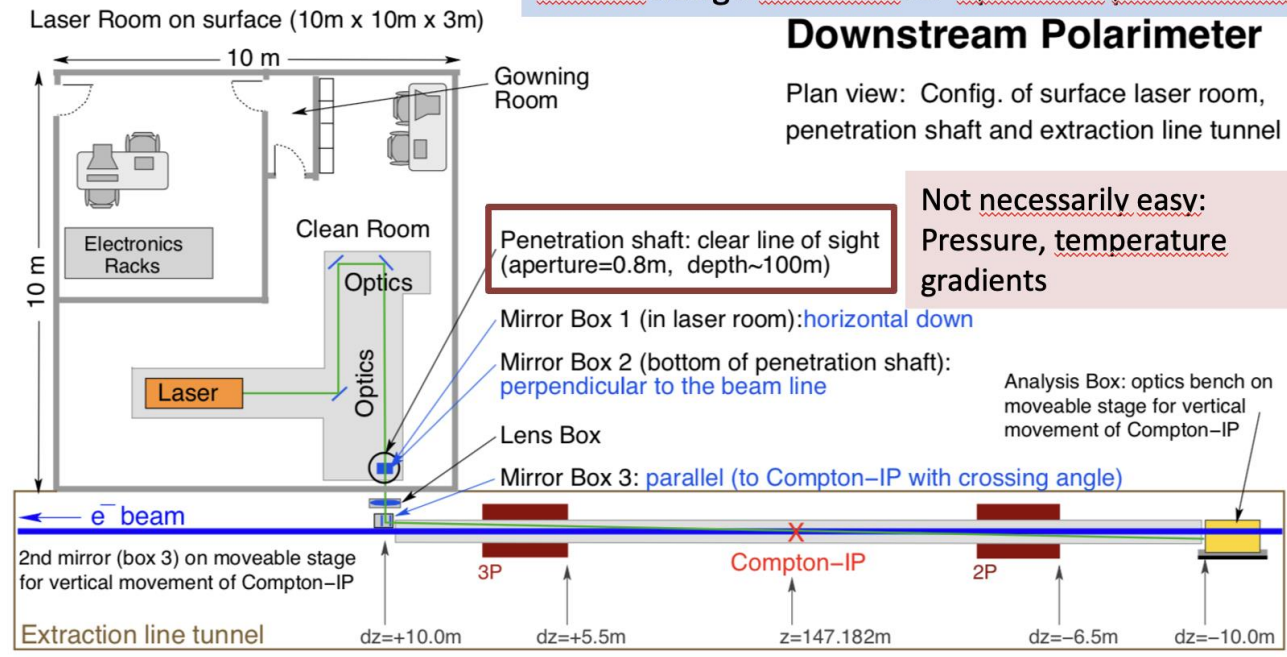 Laser Room on surface (10m x 10m x 3m)
Downstream Polarimeter
Plan view: Config. of surface laser room,
penetration shaft and extraction line tunnel
10 m
10 m
Gowning
Room
Electronics
Racks
Clean Room
Optics
Optics
Laser
Penetration shaft: clear line of sight
(aperture=0.8m, depth~100m)
Not necessarily easy:
Pressure, temperature
gradients
Mirror Box 1 (in laser room):horizontal down
Mirror Box 2 (bottom of penetration shaft):
perpendicular to the beam line
Lens Box
Mirror Box 3: parallel (to Compton−IP with crossing angle)
Analysis Box: optics bench on
moveable stage for vertical
movement of Compton−IP
e⁻ beam
2nd mirror (box 3) on moveable stage
for vertical movement of Compton−IP
3P
Compton−IP
2P
Extraction line tunnel
dz=+10.0m
dz=+5.5m
z=147.182m
dz=−6.5m
dz=−10.0m